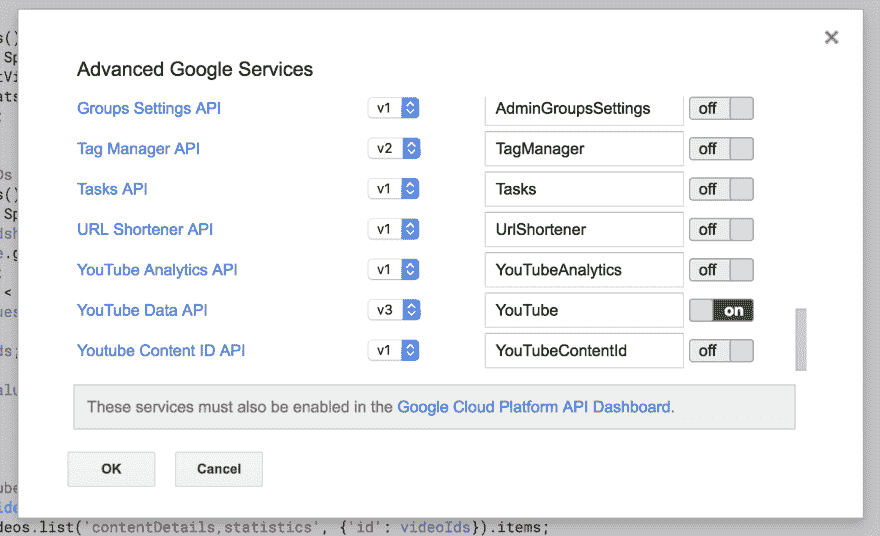 Advanced Google Services
Groups Settings API v1 AdminGroupsSettings off
Tag Manager API v2 TagManager off
Tasks API v1 Tasks off
URL Shortener API v1 UrlShortener off
YouTube Analytics API v1 YouTubeAnalytics off
YouTube Data API v3 YouTube on
Youtube Content ID API v1 YouTubeContentId off
These services must also be enabled in the Google Cloud Platform API Dashboard.
OK Cancel
deos.list('contentDetails,statistics', {'id': videoIds}).items;